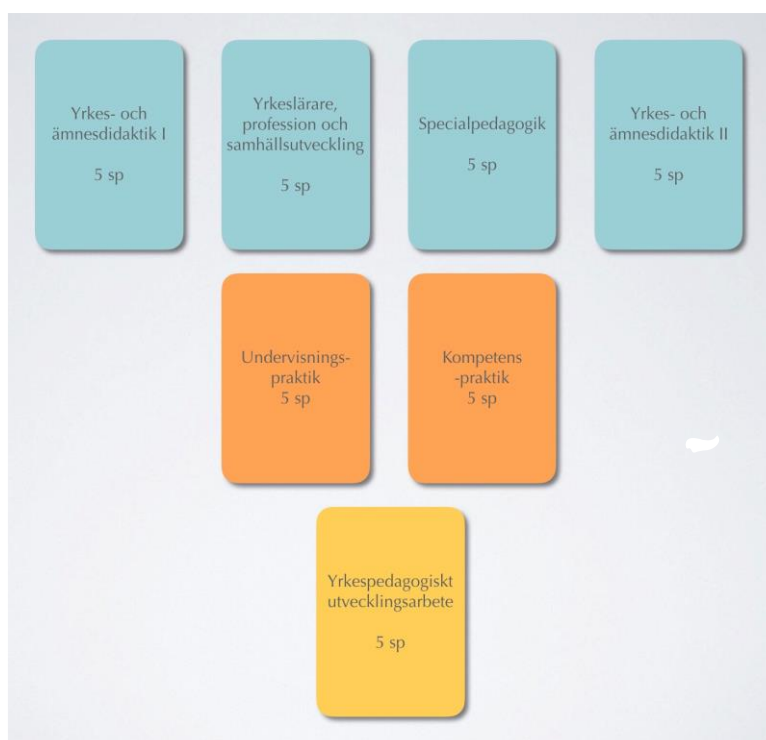 Yrkes- och
ämnesdidaktik I
5 sp
Yrkeslärare,
profession och
samhällsutveckling
5 sp
Specialpedagogik
5 sp
Yrkes- och
ämnesdidaktik II
5 sp
Undervisnings-
praktik
5 sp
Kompetens
-praktik
5 sp
Yrkespedagogiskt
utvecklingsarbete
5 sp